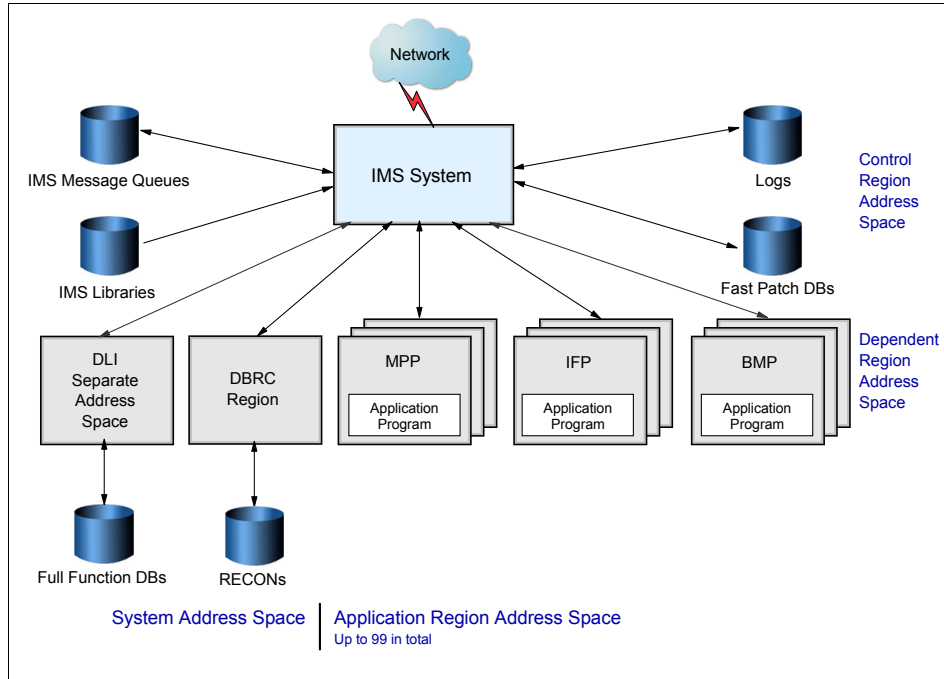 Network
IMS System
IMS Message Queues
Logs
Control
Region
Address
Space
IMS Libraries
Fast Patch DBs
DLI
Separate
Address
Space
DBRC
Region
MPP
Application
Program
IFP
Application
Program
BMP
Application
Program
Dependent
Region
Address
Space
Full Function DBs
RECONs
System Address Space
Application Region Address Space
Up to 99 in total